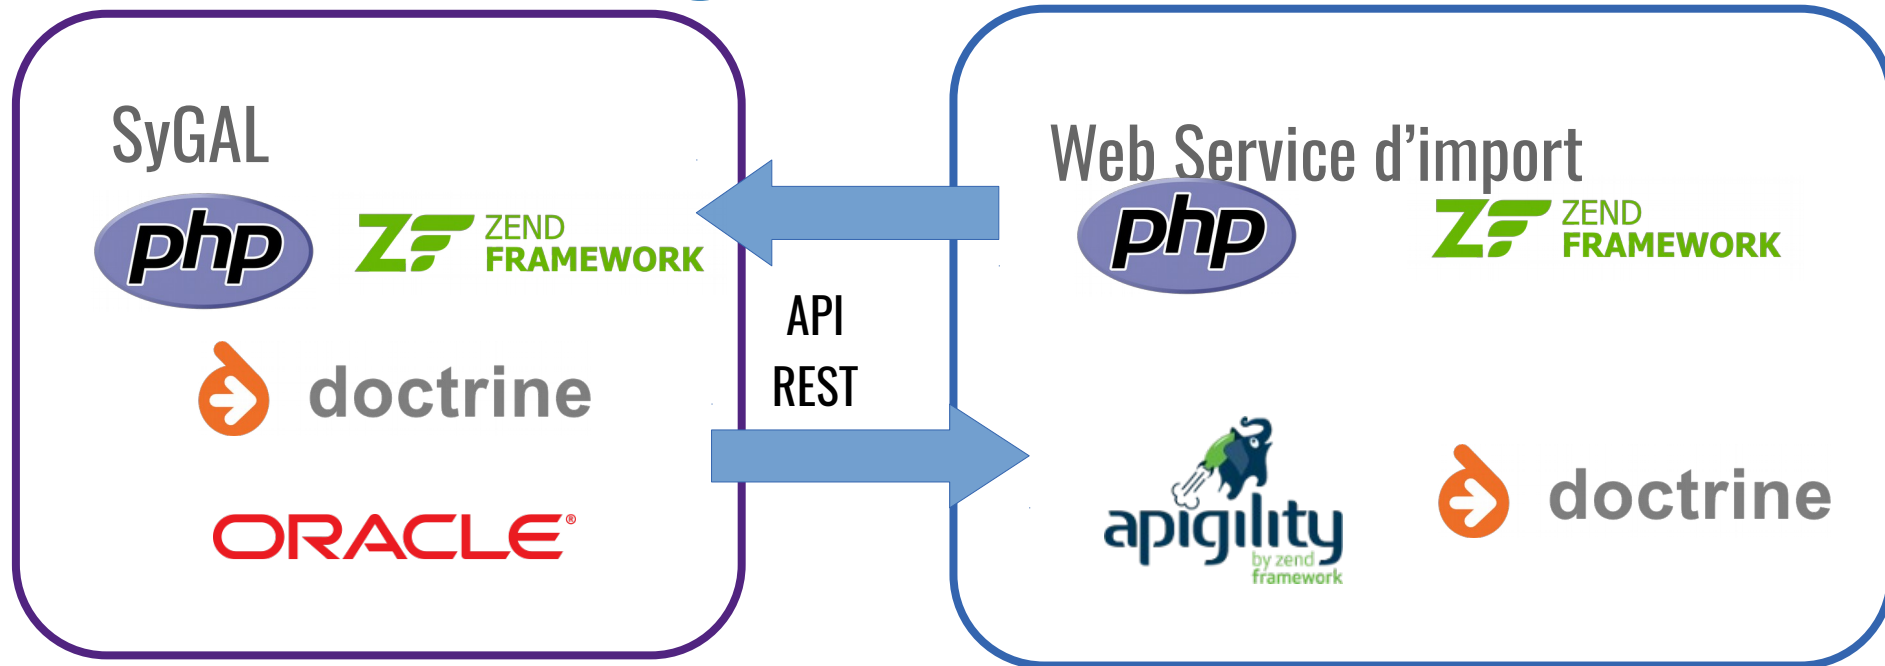 SyGAL
php
ZEND
FRAMEWORK
doctrine
ORACLE®
API
REST
Web Service d’import
php
ZEND
FRAMEWORK
apigility
by zend
framework
doctrine